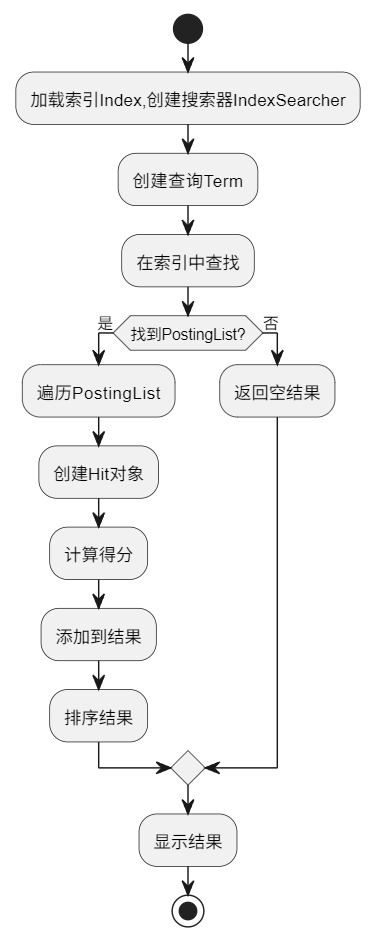 加载索引Index,创建搜索器IndexSearcher
创建查询Term
在索引中查找
是
找到PostingList?
否
遍历PostingList
返回空结果
创建Hit对象
计算得分
添加到结果
排序结果
显示结果